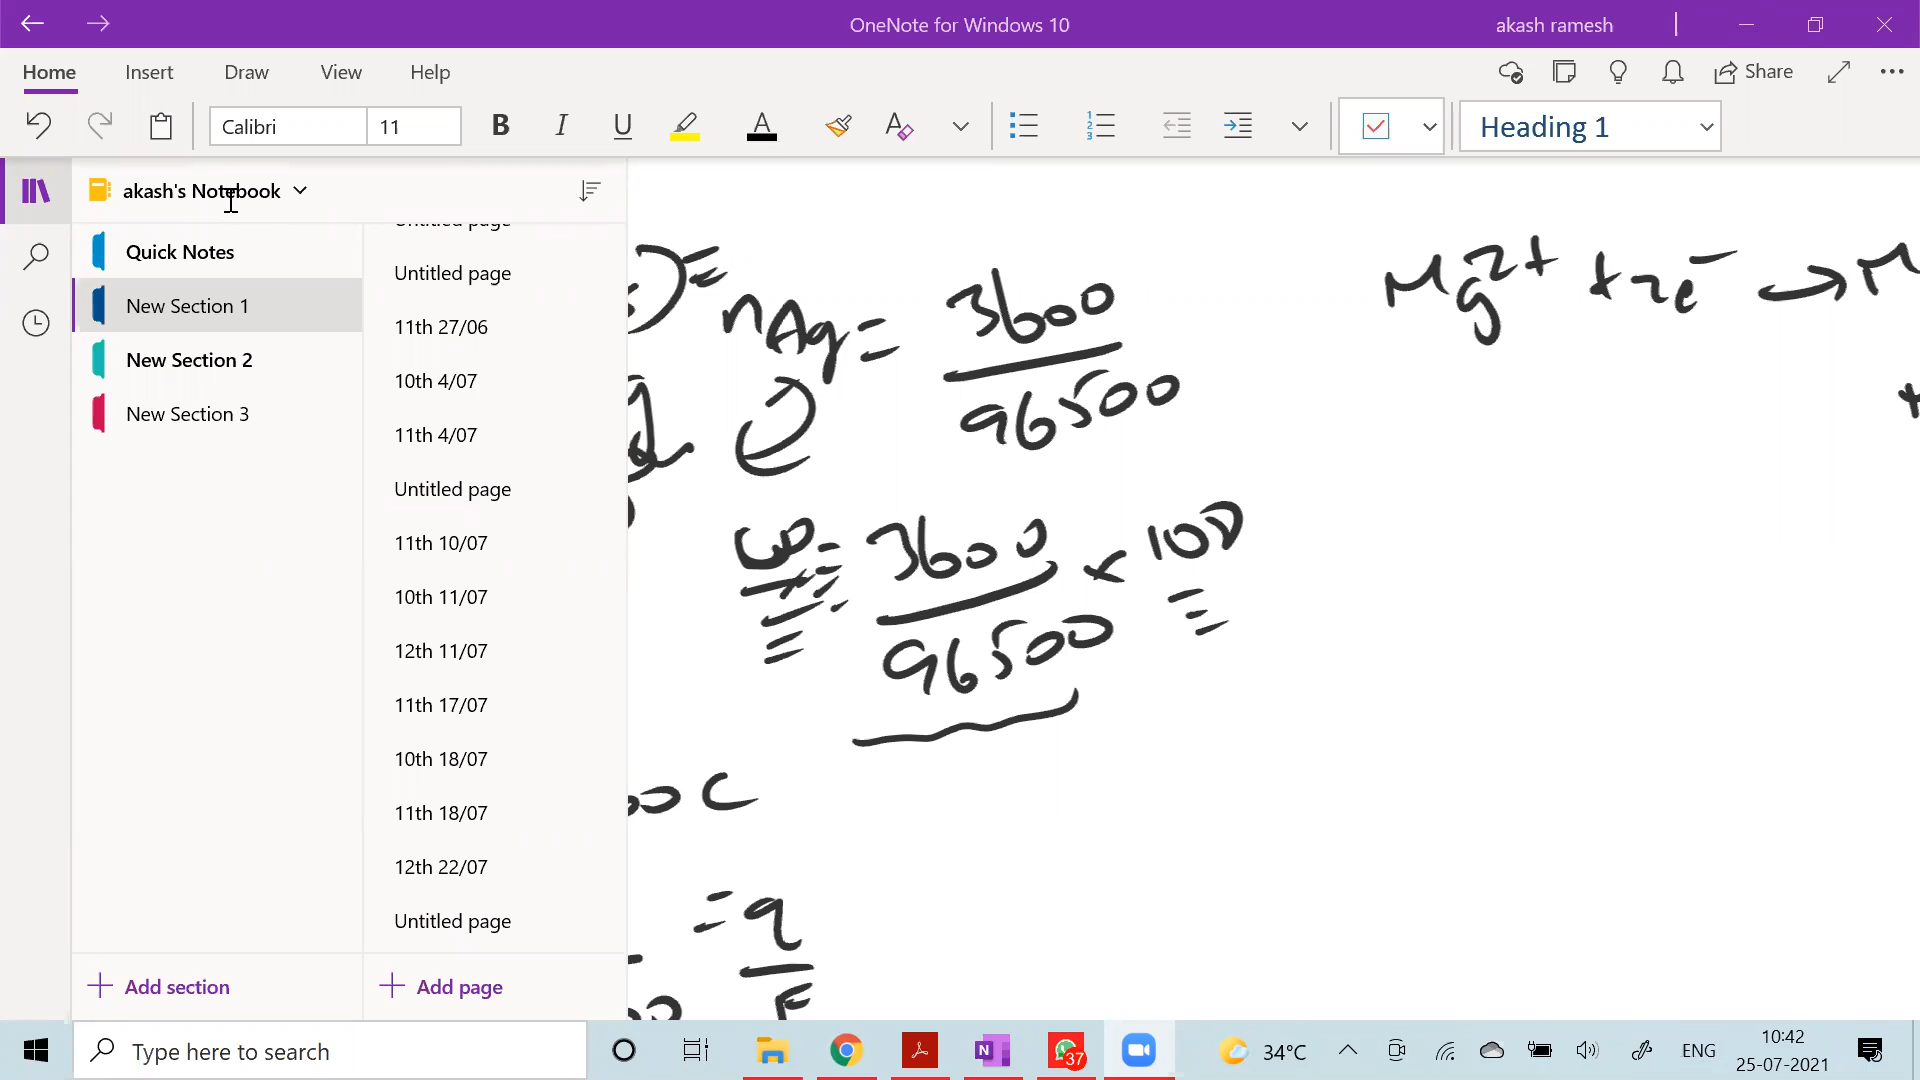 OneNote for Windows 10
akash ramesh
Home Insert Draw View Help
Share
Calibri 11
B I U A A
Heading 1
akash's Notebook
Quick Notes
New Section 1
New Section 2
New Section 3
Add section
Untitled page
Untitled page
11th 27/06
10th 4/07
11th 4/07
Untitled page
11th 10/07
10th 11/07
12th 11/07
11th 17/07
10th 18/07
11th 18/07
12th 22/07
Untitled page
Add page
nAg = 3600
96500
Mg2+ + 2e- → M
= 3600 × 100
96500
C
= q
F
Type here to search
N
37
34°C
ENG
10:42
25-07-2021